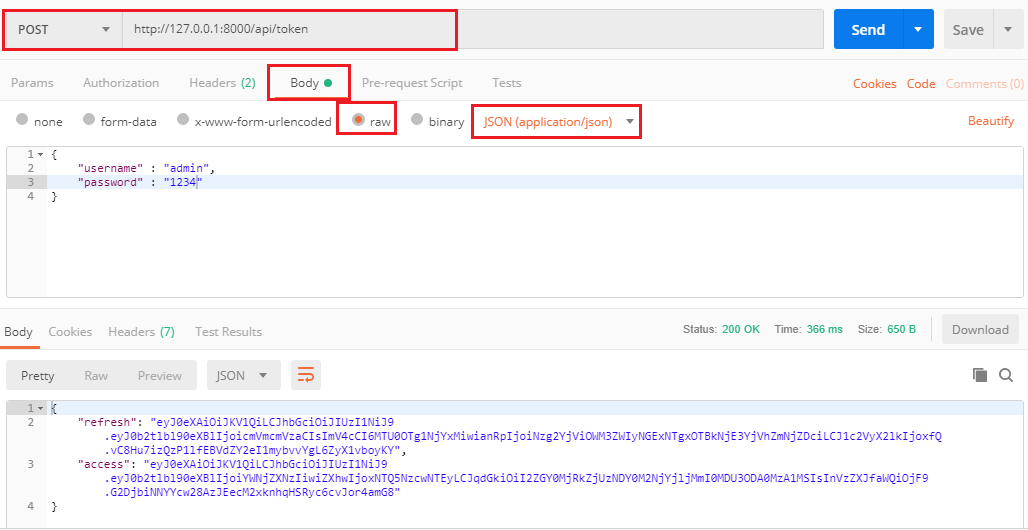 POST http://127.0.0.1:8000/api/token Send Save
Params Authorization Headers (2) Body Pre-request Script Tests Cookies Code Comments (0)
none form-data x-www-form-urlencoded raw binary JSON (application/json) Beautify
1 {
2 "username" : "admin",
3 "password" : "1234"
4 }
Body Cookies Headers (7) Test Results Status: 200 OK Time: 366 ms Size: 650 B Download
Pretty Raw Preview JSON
1 {
2 "refresh": "eyJ0eXAiOiJKV1QiLCJhbGciOiJIUzI1NiJ9
.eyJ0b2tlbl90eXBlIjoicmVmcmVzaCIsImV4cCI6MTU0OTg1NjYxMiwianRpIjoiNzg2YjViOWM3ZWIyNGExNTgxOTBkNjE3YjVhZmNjZDciLCJ1c2VyX2lkIjoxfQ
.vC8Hu7izQzP1lfEBVdZY2eI1mybvvYgL6ZyX1vboyKY",
3 "access": "eyJ0eXAiOiJKV1QiLCJhbGciOiJIUzI1NiJ9
.eyJ0b2tlbl90eXBlIjoiYWNjZXNzIiwiZXhwIjoxNTQ5NzcwNTEyLCJqdGkiOiI2ZGY0MjRkZjUzNDY0M2NjYjljMmI0MDU3ODA0MzA1MSIsInVzZXJfaWQiOjF9
.G2DjbiNNYYcw28AzJEecM2xknhqHSRyc6cvJor4amG8"
4 }